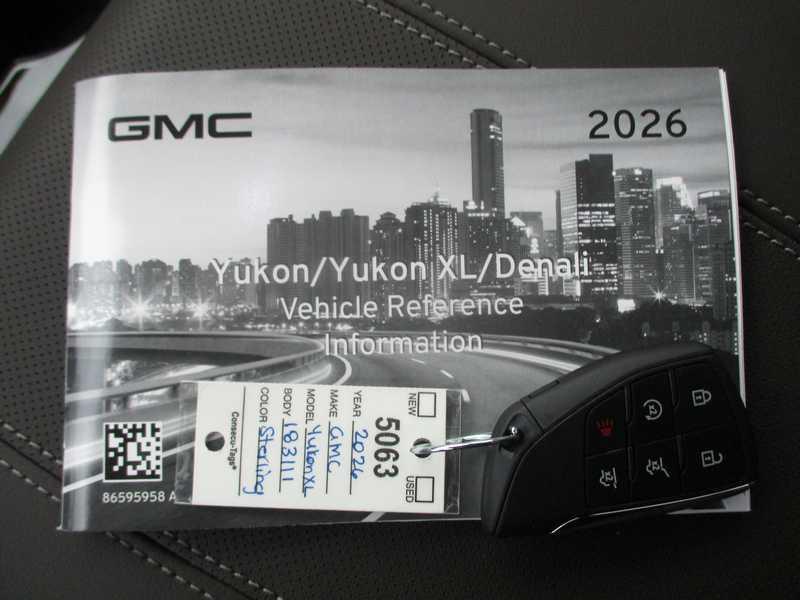 GMC
2026
Yukon/Yukon XL/Denali
Vehicle Reference
Information
86595958 A
NEW
USED
5063
YEAR 2026
MAKE GMC
MODEL Yukon XL
BODY 183111
COLOR Sterling
Consecu-Tags®
x2